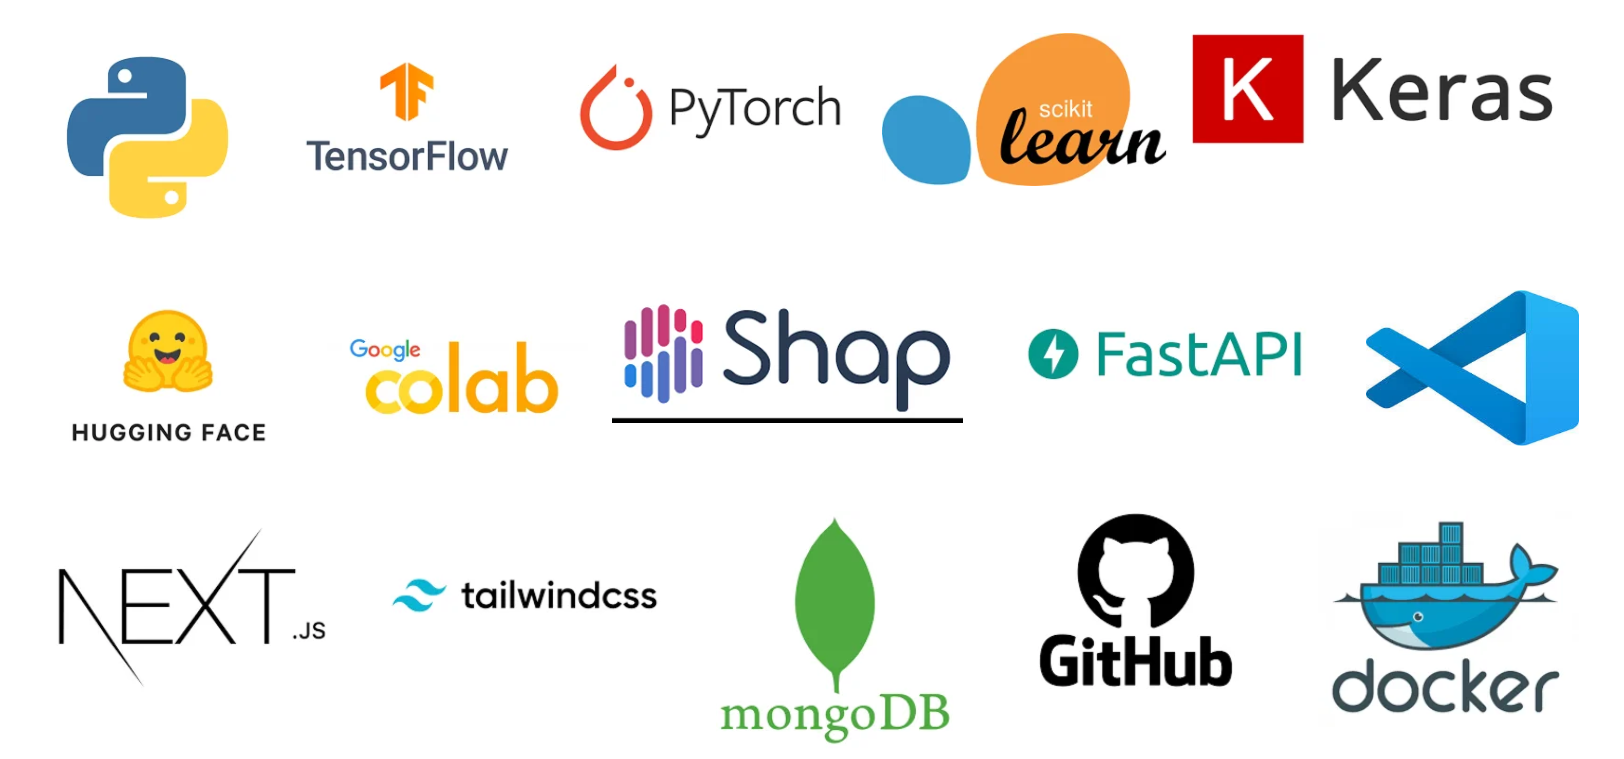 TensorFlow
PyTorch
scikit
learn
K Keras
HUGGING FACE
Google
colab
Shap
FastAPI
NEXT.JS
tailwindcss
mongoDB
GitHub
docker